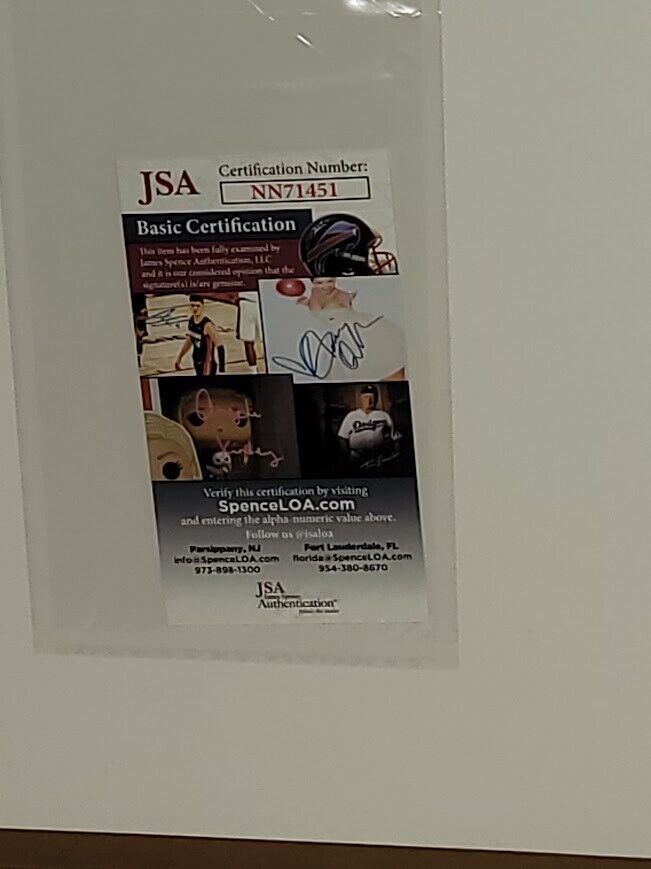 JSA
Certification Number:
NN71451
Basic Certification
This item has been fully examined by
James Spence Authentication, LLC
and it is our considered opinion that the
signature(s) is/are genuine.
Dodgers
Verify this certification by visiting
SpenceLOA.com
and entering the alpha-numeric value above.
Follow us @jsaloa
Parsippany, NJ
info@SpenceLOA.com
973-898-1300
Fort Lauderdale, FL
florida@SpenceLOA.com
954-380-8670
JSA
James Spence
Authentication